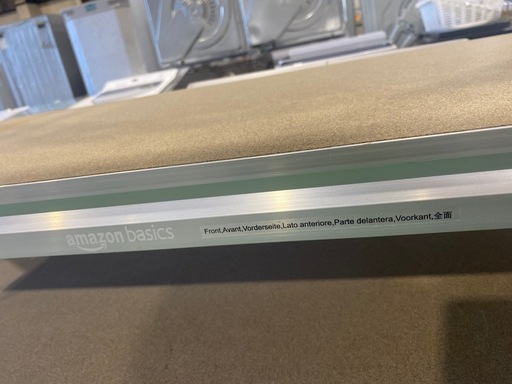 amazon basics
Front,Avant,Vorderseite,Lato anteriore,Parte delantera,Voorkant,全面